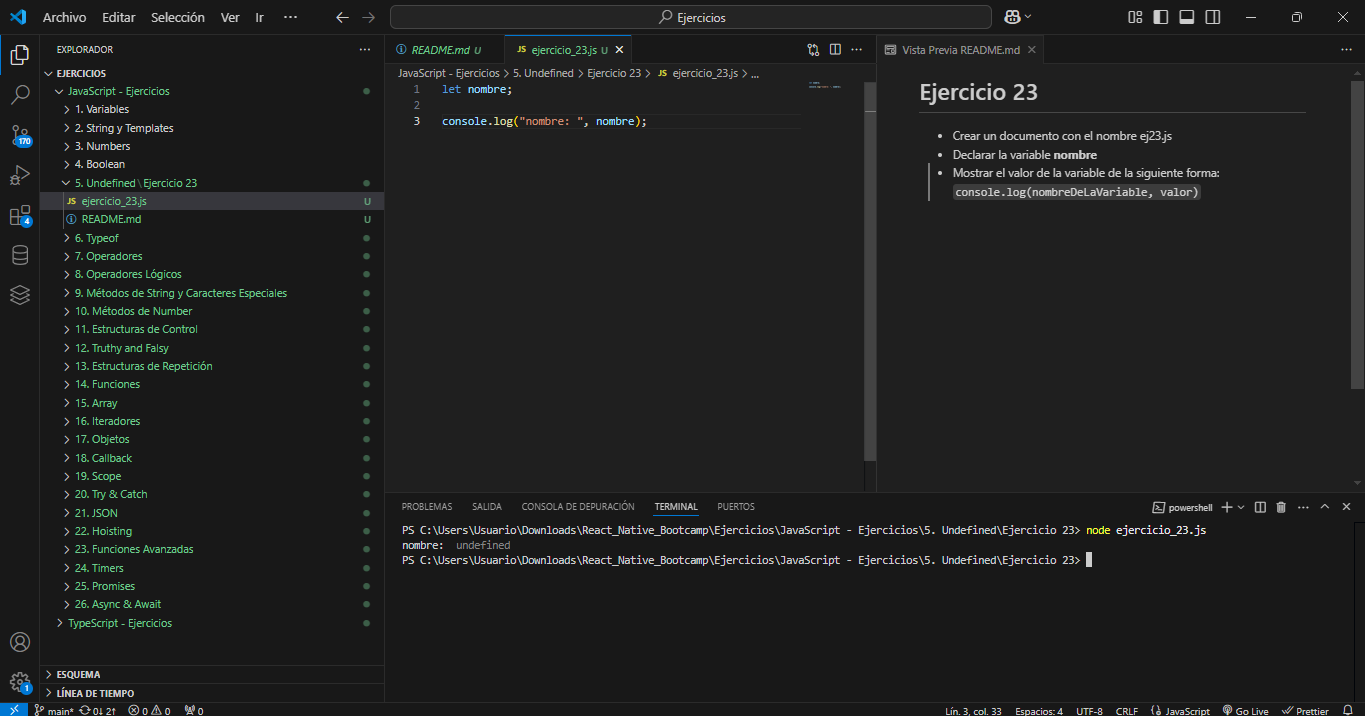 Archivo Editar Selección Ver Ir ··· Ejercicios
EXPLORADOR ···
EJERCICIOS
JavaScript - Ejercicios
1. Variables
2. String y Templates
3. Numbers
4. Boolean
5. Undefined \ Ejercicio 23
JS ejercicio_23.js U
README.md U
6. Typeof
7. Operadores
8. Operadores Lógicos
9. Métodos de String y Caracteres Especiales
10. Métodos de Number
11. Estructuras de Control
12. Truthy and Falsy
13. Estructuras de Repetición
14. Funciones
15. Array
16. Iteradores
17. Objetos
18. Callback
19. Scope
20. Try & Catch
21. JSON
22. Hoisting
23. Funciones Avanzadas
24. Timers
25. Promises
26. Async & Await
TypeScript - Ejercicios
ESQUEMA
LÍNEA DE TIEMPO
170
4
1
README.md U JS ejercicio_23.js U
JavaScript - Ejercicios > 5. Undefined > Ejercicio 23 > JS ejercicio_23.js > ...
1 let nombre;
2
3 console.log("nombre: ", nombre);
Vista Previa README.md
Ejercicio 23
• Crear un documento con el nombre ej23.js
• Declarar la variable nombre
• Mostrar el valor de la variable de la siguiente forma:
console.log(nombreDeLaVariable, valor)
PROBLEMAS SALIDA CONSOLA DE DEPURACIÓN TERMINAL PUERTOS powershell
PS C:\Users\Usuario\Downloads\React_Native_Bootcamp\Ejercicios\JavaScript - Ejercicios\5. Undefined\Ejercicio 23> node ejercicio_23.js
nombre:  undefined
PS C:\Users\Usuario\Downloads\React_Native_Bootcamp\Ejercicios\JavaScript - Ejercicios\5. Undefined\Ejercicio 23>
main* 0↓ 2↑ 0 0 0 Lín. 3, col. 33 Espacios: 4 UTF-8 CRLF {} JavaScript Go Live Prettier